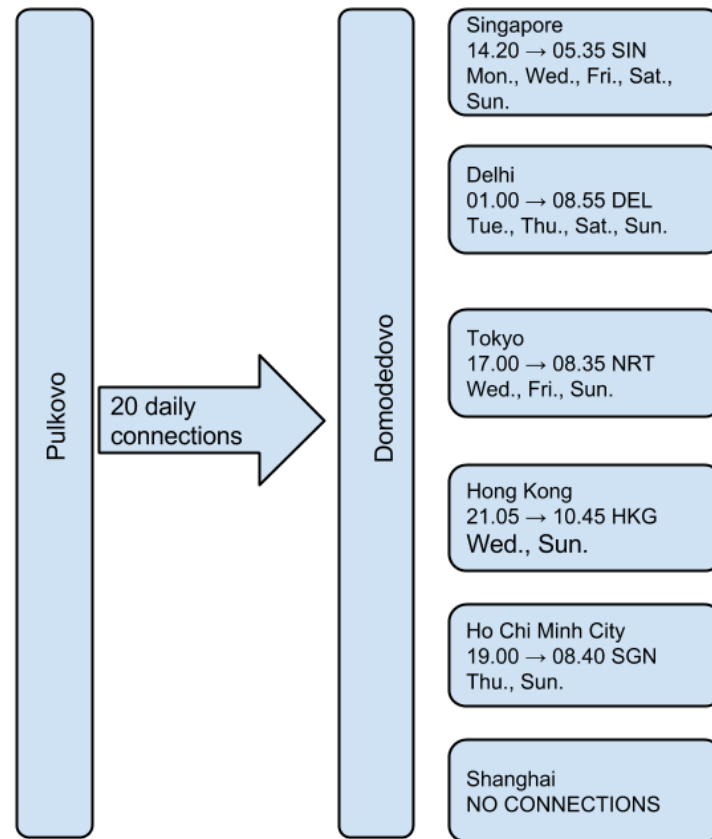 Pulkovo
20 daily
connections
Domodedovo
Singapore
14.20 → 05.35 SIN
Mon., Wed., Fri., Sat.,
Sun.
Delhi
01.00 → 08.55 DEL
Tue., Thu., Sat., Sun.
Tokyo
17.00 → 08.35 NRT
Wed., Fri., Sun.
Hong Kong
21.05 → 10.45 HKG
Wed., Sun.
Ho Chi Minh City
19.00 → 08.40 SGN
Thu., Sun.
Shanghai
NO CONNECTIONS